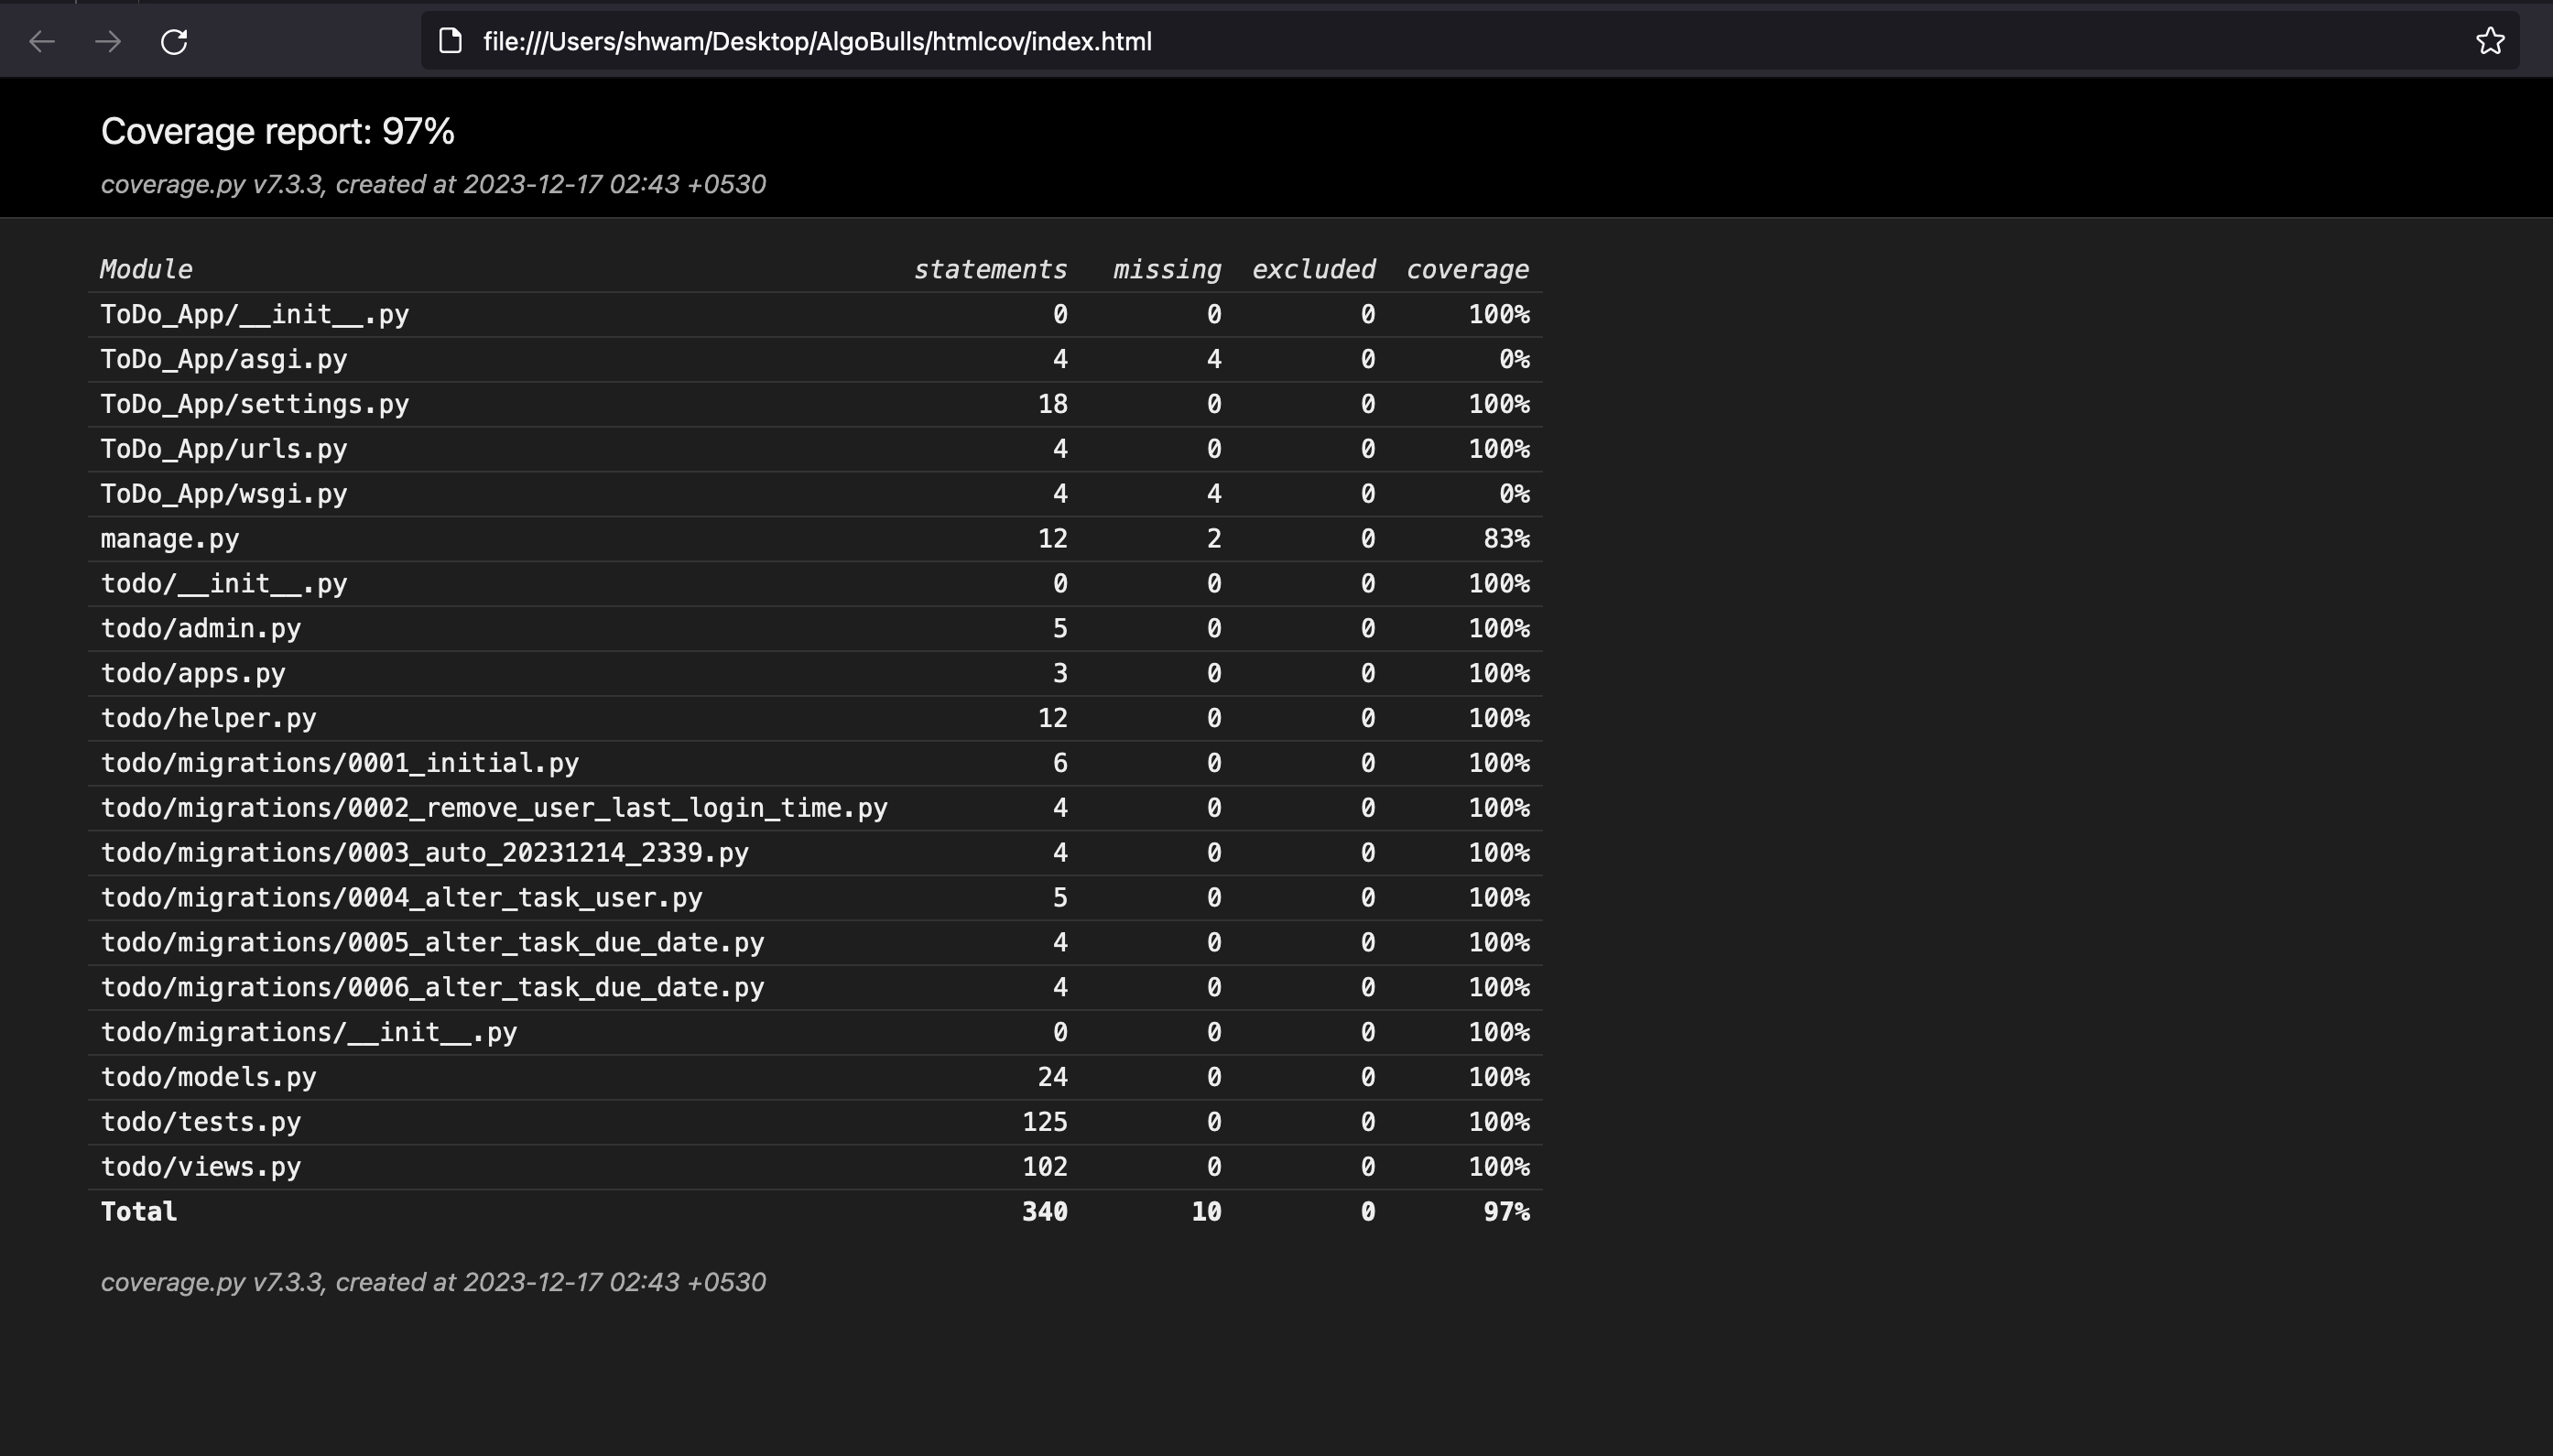 file:///Users/shwam/Desktop/AlgoBulls/htmlcov/index.html
Coverage report: 97%
coverage.py v7.3.3, created at 2023-12-17 02:43 +0530
Module statements missing excluded coverage
ToDo_App/__init__.py 0 0 0 100%
ToDo_App/asgi.py 4 4 0 0%
ToDo_App/settings.py 18 0 0 100%
ToDo_App/urls.py 4 0 0 100%
ToDo_App/wsgi.py 4 4 0 0%
manage.py 12 2 0 83%
todo/__init__.py 0 0 0 100%
todo/admin.py 5 0 0 100%
todo/apps.py 3 0 0 100%
todo/helper.py 12 0 0 100%
todo/migrations/0001_initial.py 6 0 0 100%
todo/migrations/0002_remove_user_last_login_time.py 4 0 0 100%
todo/migrations/0003_auto_20231214_2339.py 4 0 0 100%
todo/migrations/0004_alter_task_user.py 5 0 0 100%
todo/migrations/0005_alter_task_due_date.py 4 0 0 100%
todo/migrations/0006_alter_task_due_date.py 4 0 0 100%
todo/migrations/__init__.py 0 0 0 100%
todo/models.py 24 0 0 100%
todo/tests.py 125 0 0 100%
todo/views.py 102 0 0 100%
Total 340 10 0 97%
coverage.py v7.3.3, created at 2023-12-17 02:43 +0530